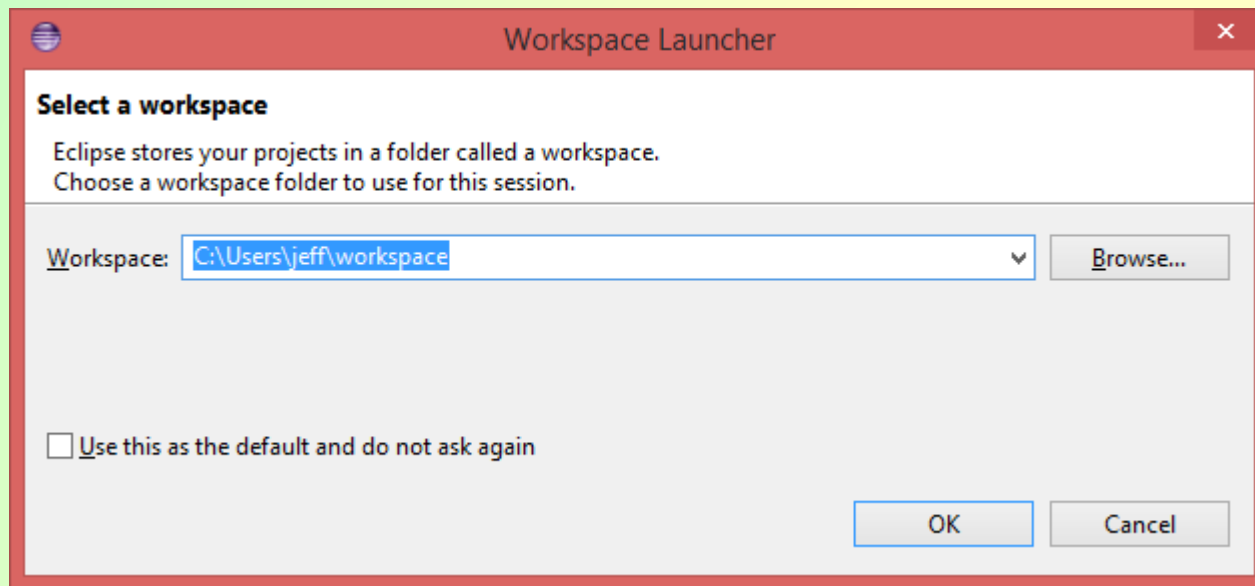 Workspace Launcher
Select a workspace
Eclipse stores your projects in a folder called a workspace.
Choose a workspace folder to use for this session.
Workspace: C:\Users\jeff\workspace Browse...
Use this as the default and do not ask again
OK Cancel